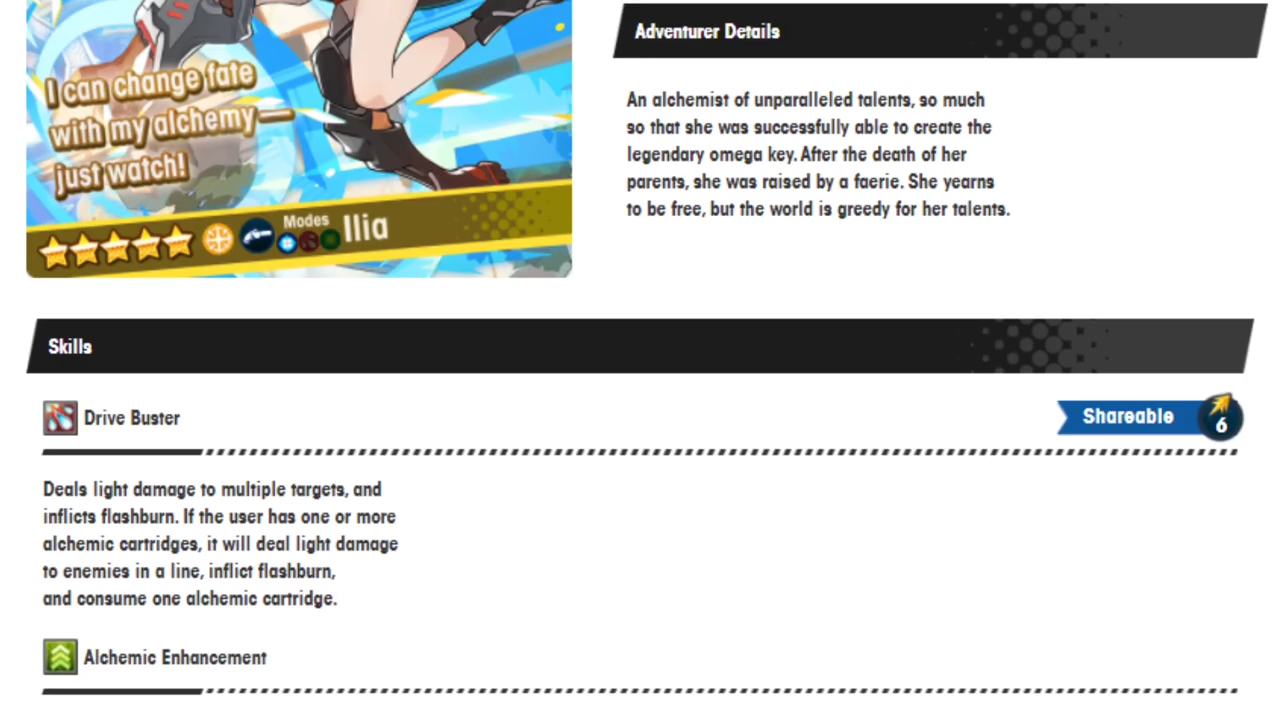 I can change fate
with my alchemy—
just watch!
Modes
Ilia
Adventurer Details
An alchemist of unparalleled talents, so much
so that she was successfully able to create the
legendary omega key. After the death of her
parents, she was raised by a faerie. She yearns
to be free, but the world is greedy for her talents.
Skills
Drive Buster
Shareable 6
Deals light damage to multiple targets, and
inflicts flashburn. If the user has one or more
alchemic cartridges, it will deal light damage
to enemies in a line, inflict flashburn,
and consume one alchemic cartridge.
Alchemic Enhancement